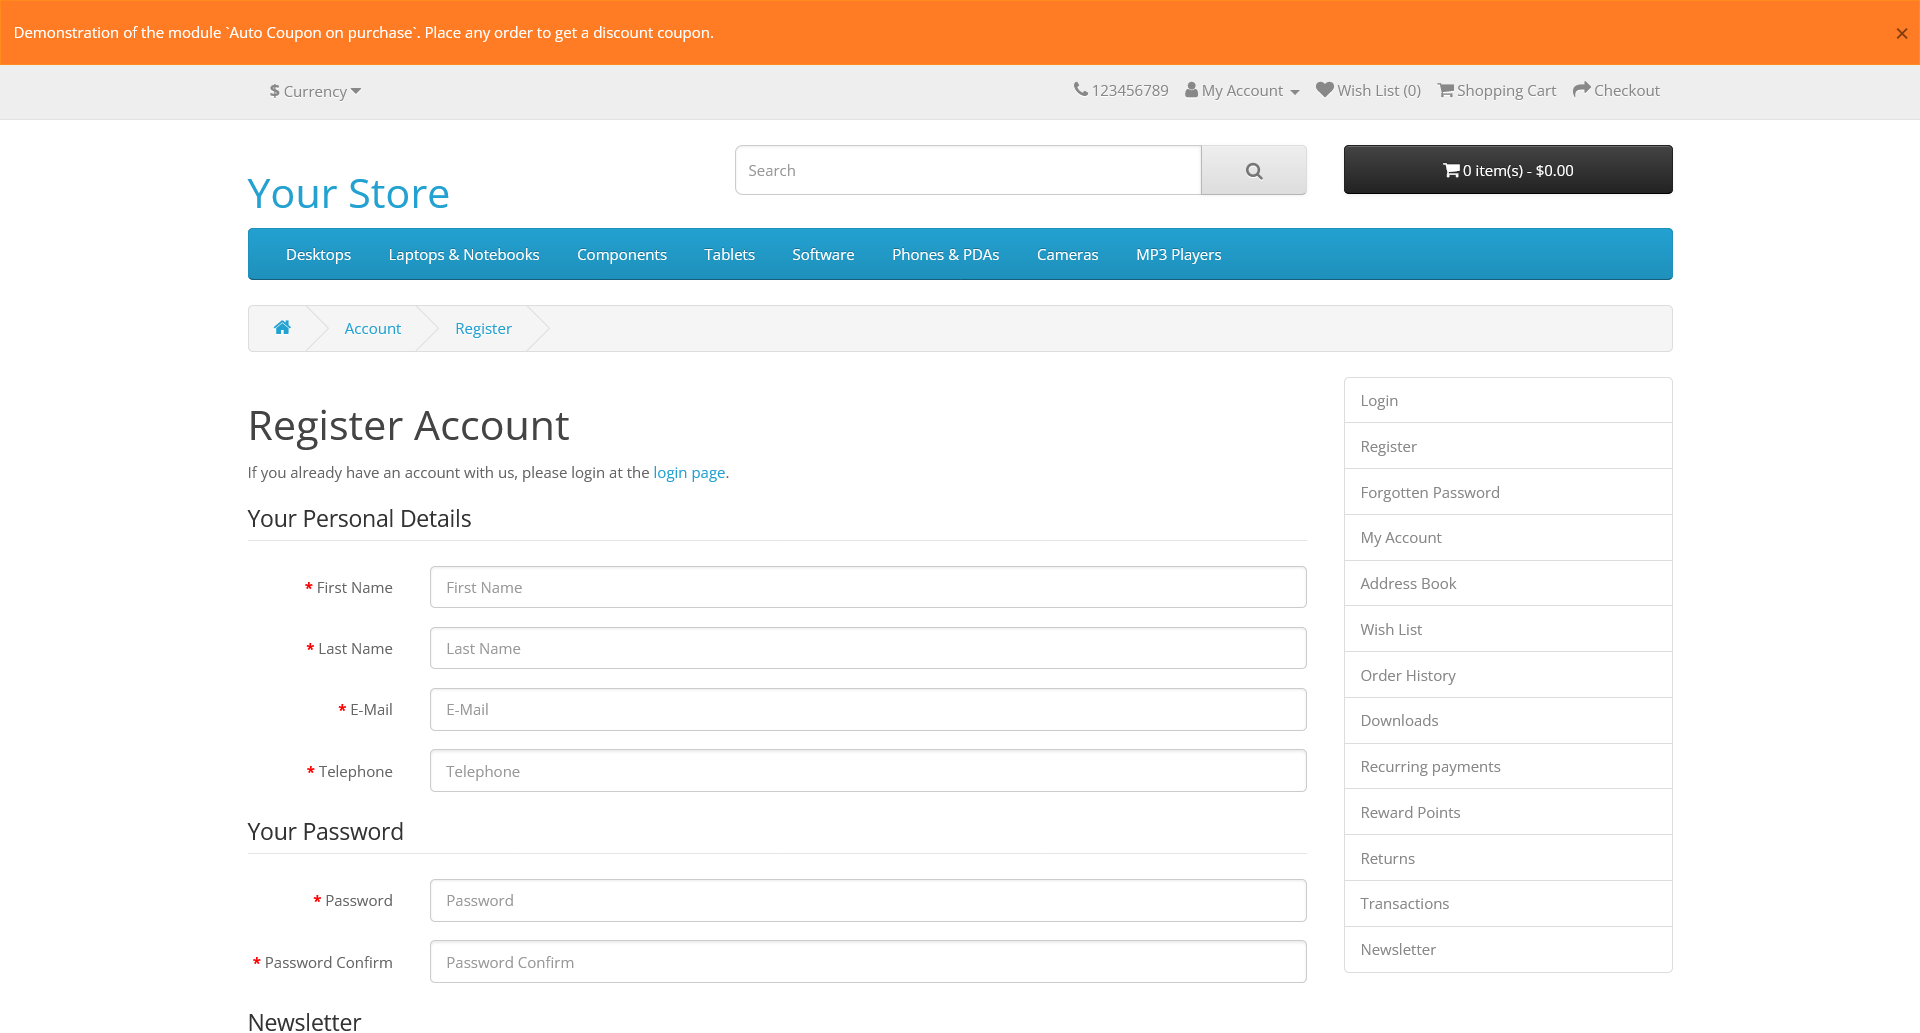 Demonstration of the module `Auto Coupon on purchase`. Place any order to get a discount coupon.
×
$ Currency
123456789 My Account Wish List (0) Shopping Cart Checkout
Your Store
Search
0 item(s) - $0.00
Desktops Laptops & Notebooks Components Tablets Software Phones & PDAs Cameras MP3 Players
Account Register
Register Account
If you already have an account with us, please login at the login page.
Your Personal Details
* First Name First Name
* Last Name Last Name
* E-Mail E-Mail
* Telephone Telephone
Your Password
* Password Password
* Password Confirm Password Confirm
Newsletter
Login
Register
Forgotten Password
My Account
Address Book
Wish List
Order History
Downloads
Recurring payments
Reward Points
Returns
Transactions
Newsletter